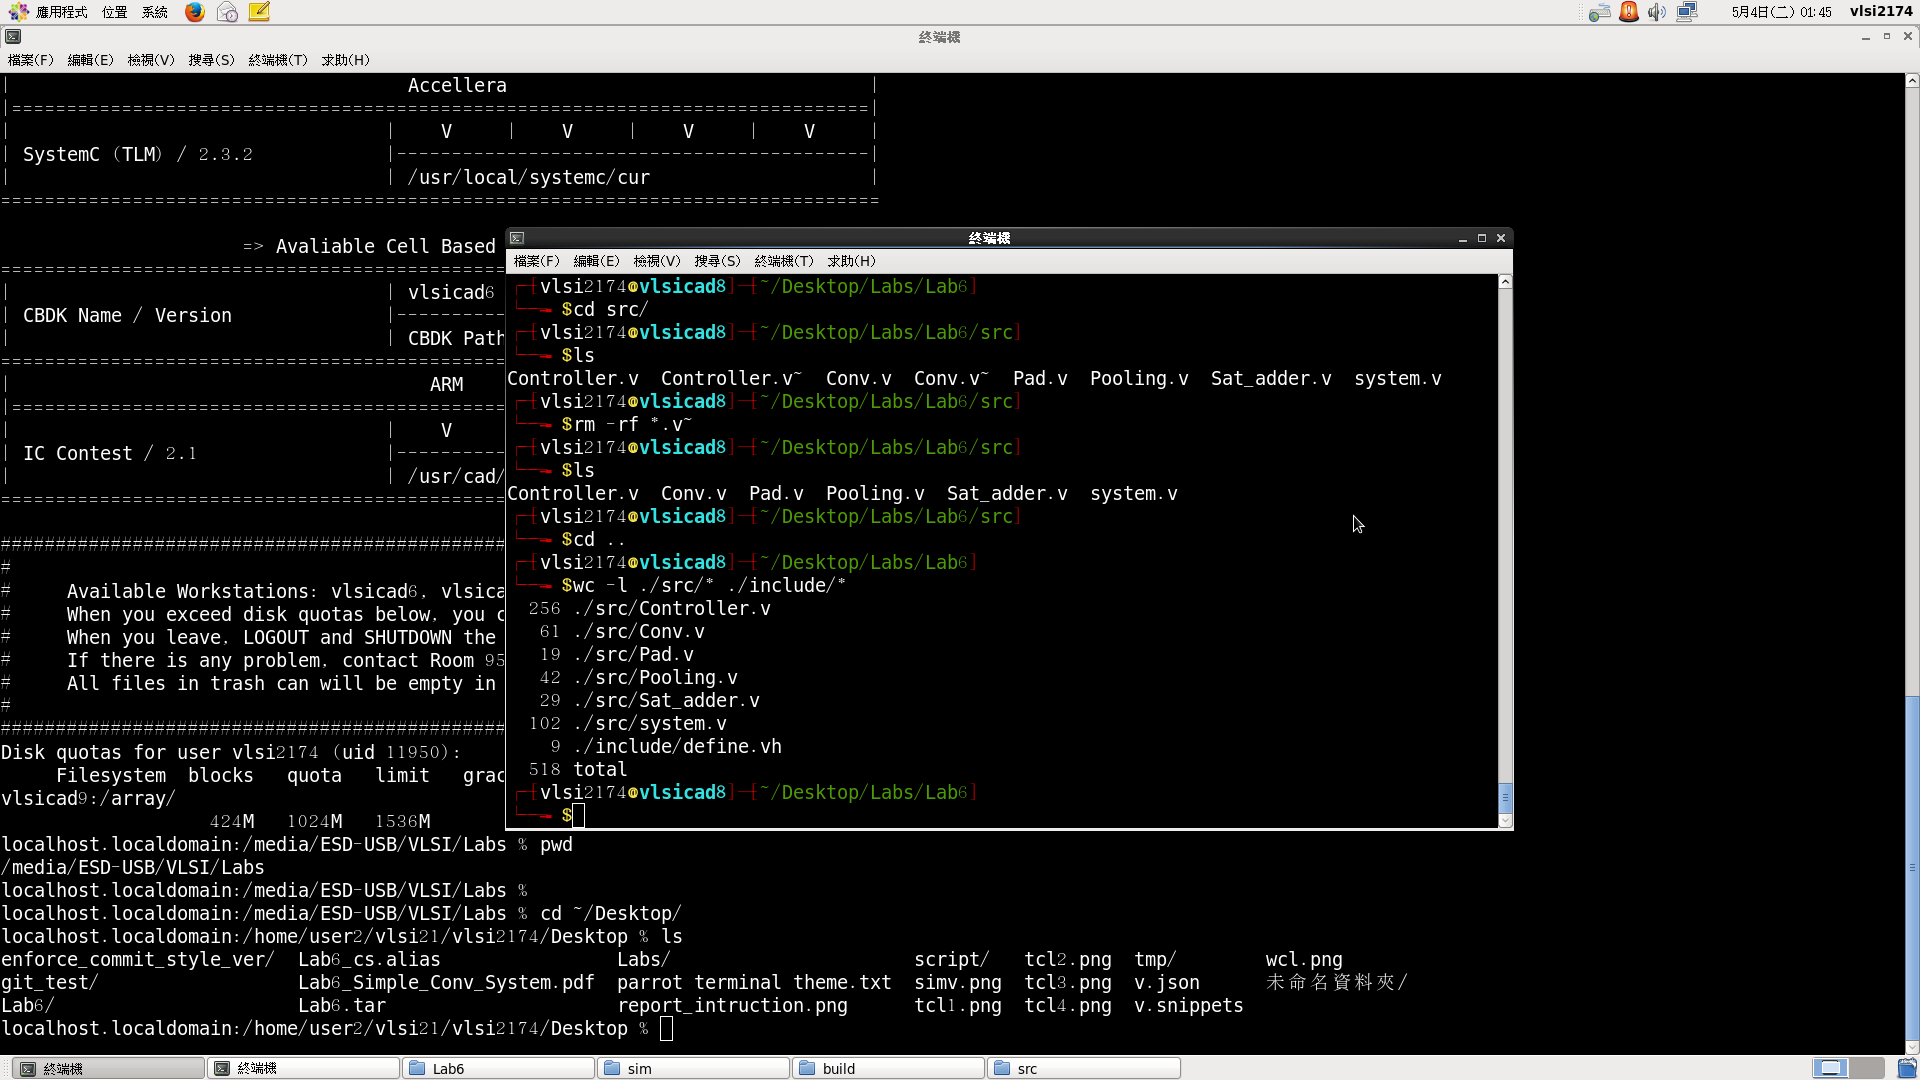 應用程式 位置 系統 5月4日(二) 01:45 vlsi2174
終端機
檔案(F) 編輯(E) 檢視(V) 搜尋(S) 終端機(T) 求助(H)
| Accellera |
|==============================================================================|
| | V | V | V | V |
| SystemC (TLM) / 2.3.2 |-------------------------------------------|
| | /usr/local/systemc/cur |
================================================================================
=> Avaliable Cell Based
| | vlsicad6
| CBDK Name / Version |----------
| | CBDK Path
| ARM
|=============================================
| | V
| IC Contest / 2.1 |----------
| | /usr/cad/
==============================================
##############################################
#
# Available Workstations: vlsicad6, vlsica
# When you exceed disk quotas below, you c
# When you leave, LOGOUT and SHUTDOWN the
# If there is any problem, contact Room 95
# All files in trash can will be empty in
#
##############################################
Disk quotas for user vlsi2174 (uid 11950):
Filesystem blocks quota limit grac
vlsicad9:/array/
424M 1024M 1536M
localhost.localdomain:/media/ESD-USB/VLSI/Labs % pwd
/media/ESD-USB/VLSI/Labs
localhost.localdomain:/media/ESD-USB/VLSI/Labs %
localhost.localdomain:/media/ESD-USB/VLSI/Labs % cd ~/Desktop/
localhost.localdomain:/home/user2/vlsi21/vlsi2174/Desktop % ls
enforce_commit_style_ver/ Lab6_cs.alias Labs/ script/ tcl2.png tmp/ wcl.png
git_test/ Lab6_Simple_Conv_System.pdf parrot terminal theme.txt simv.png tcl3.png v.json 未命名資料夾/
Lab6/ Lab6.tar report_intruction.png tcl1.png tcl4.png v.snippets
localhost.localdomain:/home/user2/vlsi21/vlsi2174/Desktop %
終端機
檔案(F) 編輯(E) 檢視(V) 搜尋(S) 終端機(T) 求助(H)
┌─[vlsi2174@vlsicad8]─[~/Desktop/Labs/Lab6]
└──╼ $cd src/
┌─[vlsi2174@vlsicad8]─[~/Desktop/Labs/Lab6/src]
└──╼ $ls
Controller.v Controller.v~ Conv.v Conv.v~ Pad.v Pooling.v Sat_adder.v system.v
┌─[vlsi2174@vlsicad8]─[~/Desktop/Labs/Lab6/src]
└──╼ $rm -rf *.v~
┌─[vlsi2174@vlsicad8]─[~/Desktop/Labs/Lab6/src]
└──╼ $ls
Controller.v Conv.v Pad.v Pooling.v Sat_adder.v system.v
┌─[vlsi2174@vlsicad8]─[~/Desktop/Labs/Lab6/src]
└──╼ $cd ..
┌─[vlsi2174@vlsicad8]─[~/Desktop/Labs/Lab6]
└──╼ $wc -l ./src/* ./include/*
256 ./src/Controller.v
61 ./src/Conv.v
19 ./src/Pad.v
42 ./src/Pooling.v
29 ./src/Sat_adder.v
102 ./src/system.v
9 ./include/define.vh
518 total
┌─[vlsi2174@vlsicad8]─[~/Desktop/Labs/Lab6]
└──╼ $
終端機 終端機 Lab6 sim build src